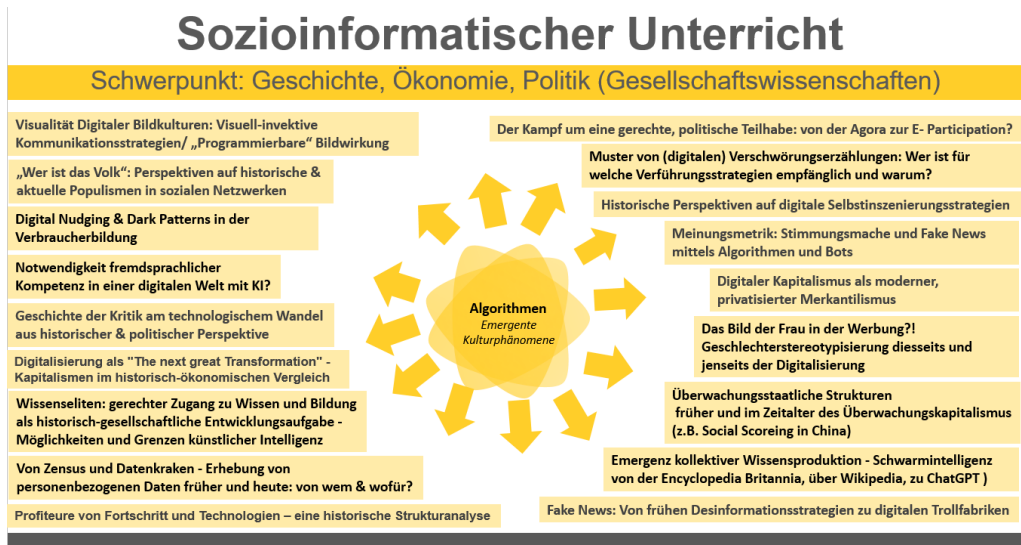 Sozioinformatischer Unterricht
Schwerpunkt: Geschichte, Ökonomie, Politik (Gesellschaftswissenschaften)
Visualität Digitaler Bildkulturen: Visuell-invektive
Kommunikationsstrategien/ „Programmierbare“ Bildwirkung
„Wer ist das Volk“: Perspektiven auf historische &
aktuelle Populismen in sozialen Netzwerken
Digital Nudging & Dark Patterns in der
Verbraucherbildung
Notwendigkeit fremdsprachlicher
Kompetenz in einer digitalen Welt mit KI?
Geschichte der Kritik am technologischem Wandel
aus historischer & politischer Perspektive
Digitalisierung als "The next great Transformation" -
Kapitalismen im historisch-ökonomischen Vergleich
Wissenseliten: gerechter Zugang zu Wissen und Bildung
als historisch-gesellschaftliche Entwicklungsaufgabe -
Möglichkeiten und Grenzen künstlicher Intelligenz
Von Zensus und Datenkraken - Erhebung von
personenbezogenen Daten früher und heute: von wem & wofür?
Profiteure von Fortschritt und Technologien – eine historische Strukturanalyse
Algorithmen
Emergente
Kulturphänomene
Der Kampf um eine gerechte, politische Teilhabe: von der Agora zur E- Participation?
Muster von (digitalen) Verschwörungserzählungen: Wer ist für
welche Verführungsstrategien empfänglich und warum?
Historische Perspektiven auf digitale Selbstinszenierungsstrategien
Meinungsmetrik: Stimmungsmache und Fake News
mittels Algorithmen und Bots
Digitaler Kapitalismus als moderner,
privatisierter Merkantilismus
Das Bild der Frau in der Werbung?!
Geschlechterstereotypisierung diesseits und
jenseits der Digitalisierung
Überwachungsstaatliche Strukturen
früher und im Zeitalter des Überwachungskapitalismus
(z.B. Social Scoreing in China)
Emergenz kollektiver Wissensproduktion - Schwarmintelligenz
von der Encyclopedia Britannia, über Wikipedia, zu ChatGPT )
Fake News: Von frühen Desinformationsstrategien zu digitalen Trollfabriken